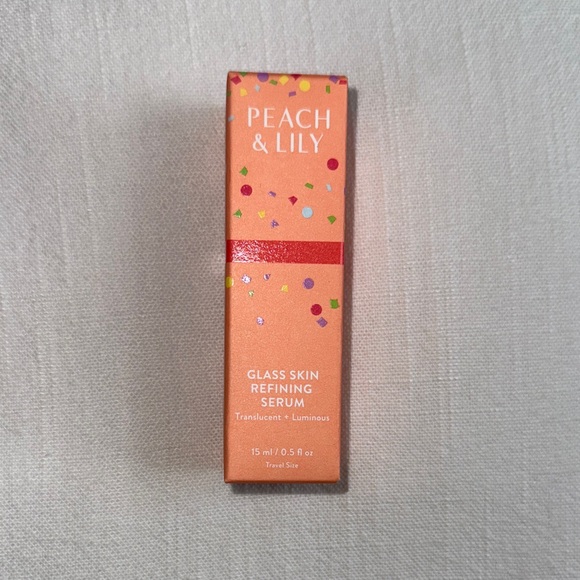 PEACH
& LILY
GLASS SKIN
REFINING
SERUM
Translucent + Luminous
15 ml / 0.5 fl oz
Travel Size